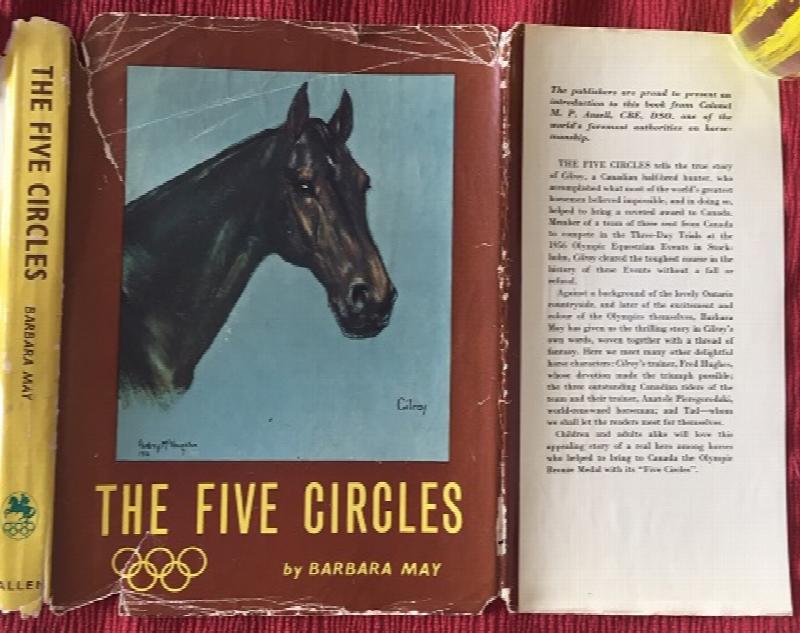 THE FIVE CIRCLES
BARBARA MAY
ALLEN
Gilroy
1956
THE FIVE CIRCLES
by BARBARA MAY
The publishers are proud to present an
introduction to this book from Colonel
M. P. Ansell, CBE, DSO, one of the
world's foremost authorities on horse-
manship.
THE FIVE CIRCLES tells the true story
of Gilroy, a Canadian half-bred hunter, who
accomplished what most of the world's greatest
horsemen believed impossible, and in doing so,
helped to bring a coveted award to Canada.
Member of a team of three sent from Canada
to compete in the Three-Day Trials at the
1956 Olympic Equestrian Events in Stock-
holm, Gilroy cleared the toughest course in the
history of these Events without a fall or
refusal.
Against a background of the lovely Ontario
countryside, and later of the excitement and
colour of the Olympics themselves, Barbara
May has given us the thrilling story in Gilroy's
own words, woven together with a thread of
fantasy. Here we meet many other delightful
horse characters: Gilroy's trainer, Fred Hughes,
whose devotion made the triumph possible;
the three outstanding Canadian riders of the
team and their trainer, Anatole Pieregorodzki,
world-renowned horseman; and Tad—whom
we shall let the readers meet for themselves.
Children and adults alike will love this
appealing story of a real hero among horses
who helped to bring to Canada the Olympic
Bronze Medal with its "Five Circles".